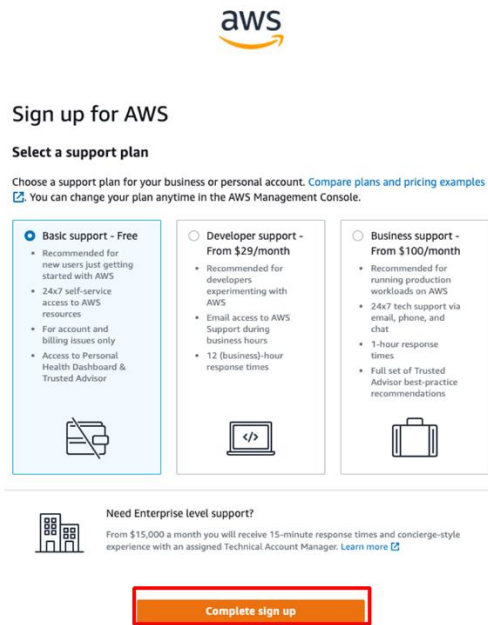 aws
Sign up for AWS
Select a support plan
Choose a support plan for your business or personal account. Compare plans and pricing examples
. You can change your plan anytime in the AWS Management Console.
Basic support - Free
Recommended for
new users just getting
started with AWS
24x7 self-service
access to AWS
resources
For account and
billing issues only
Access to Personal
Health Dashboard &
Trusted Advisor
Developer support -
From $29/month
Recommended for
developers
experimenting with
AWS
Email access to AWS
Support during
business hours
12 (business)-hour
response times
</>
Business support -
From $100/month
Recommended for
running production
workloads on AWS
24x7 tech support via
email, phone, and
chat
1-hour response
times
Full set of Trusted
Advisor best-practice
recommendations
Need Enterprise level support?
From $15,000 a month you will receive 15-minute response times and concierge-style
experience with an assigned Technical Account Manager. Learn more
Complete sign up